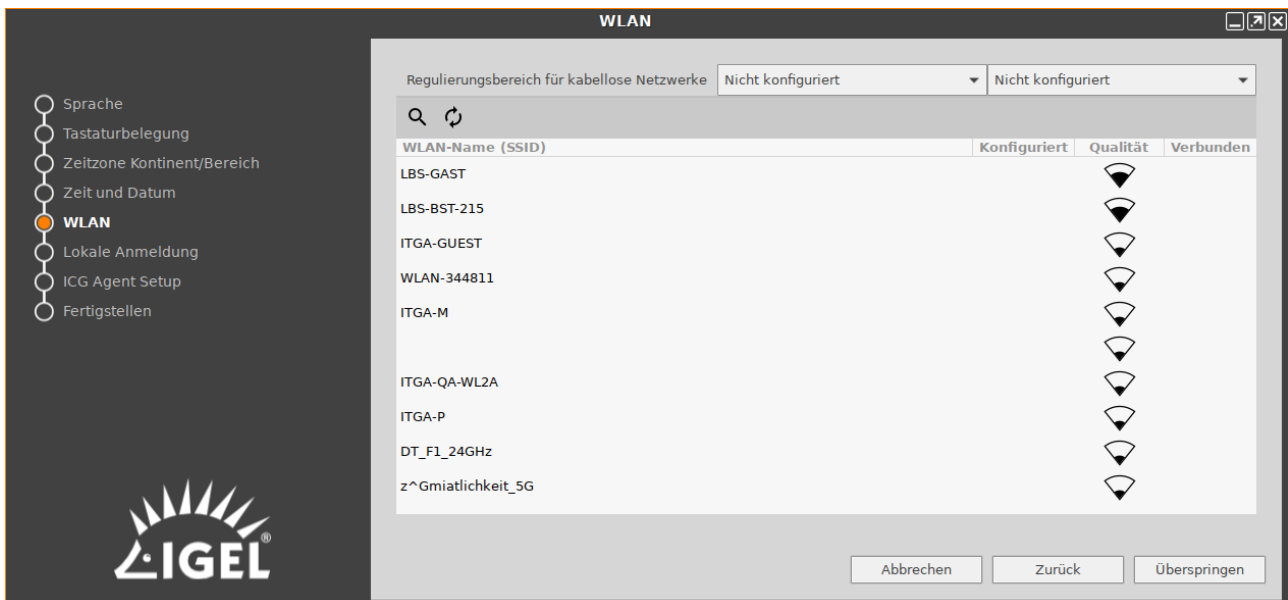 WLAN
Sprache
Tastaturbelegung
Zeitzone Kontinent/Bereich
Zeit und Datum
WLAN
Lokale Anmeldung
ICG Agent Setup
Fertigstellen
IGEL®
Regulierungsbereich für kabellose Netzwerke Nicht konfiguriert Nicht konfiguriert
WLAN-Name (SSID) Konfiguriert Qualität Verbunden
LBS-GAST
LBS-BST-215
ITGA-GUEST
WLAN-344811
ITGA-M
ITGA-QA-WL2A
ITGA-P
DT_F1_24GHz
z^Gmiatlichkeit_5G
Abbrechen Zurück Überspringen